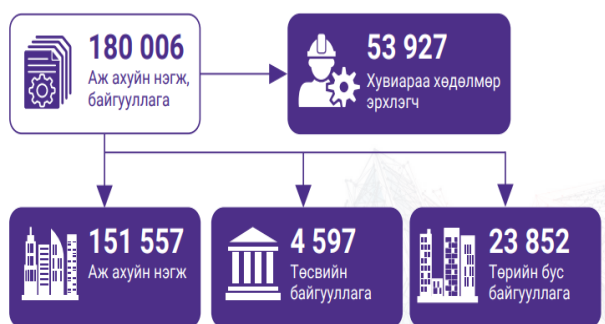 180 006
Аж ахуйн нэгж,
байгууллага
53 927
Хувиараа хөдөлмөр
эрхлэгч
151 557
Аж ахуйн нэгж
4 597
Төсвийн
байгууллага
23 852
Төрийн бус
байгууллага